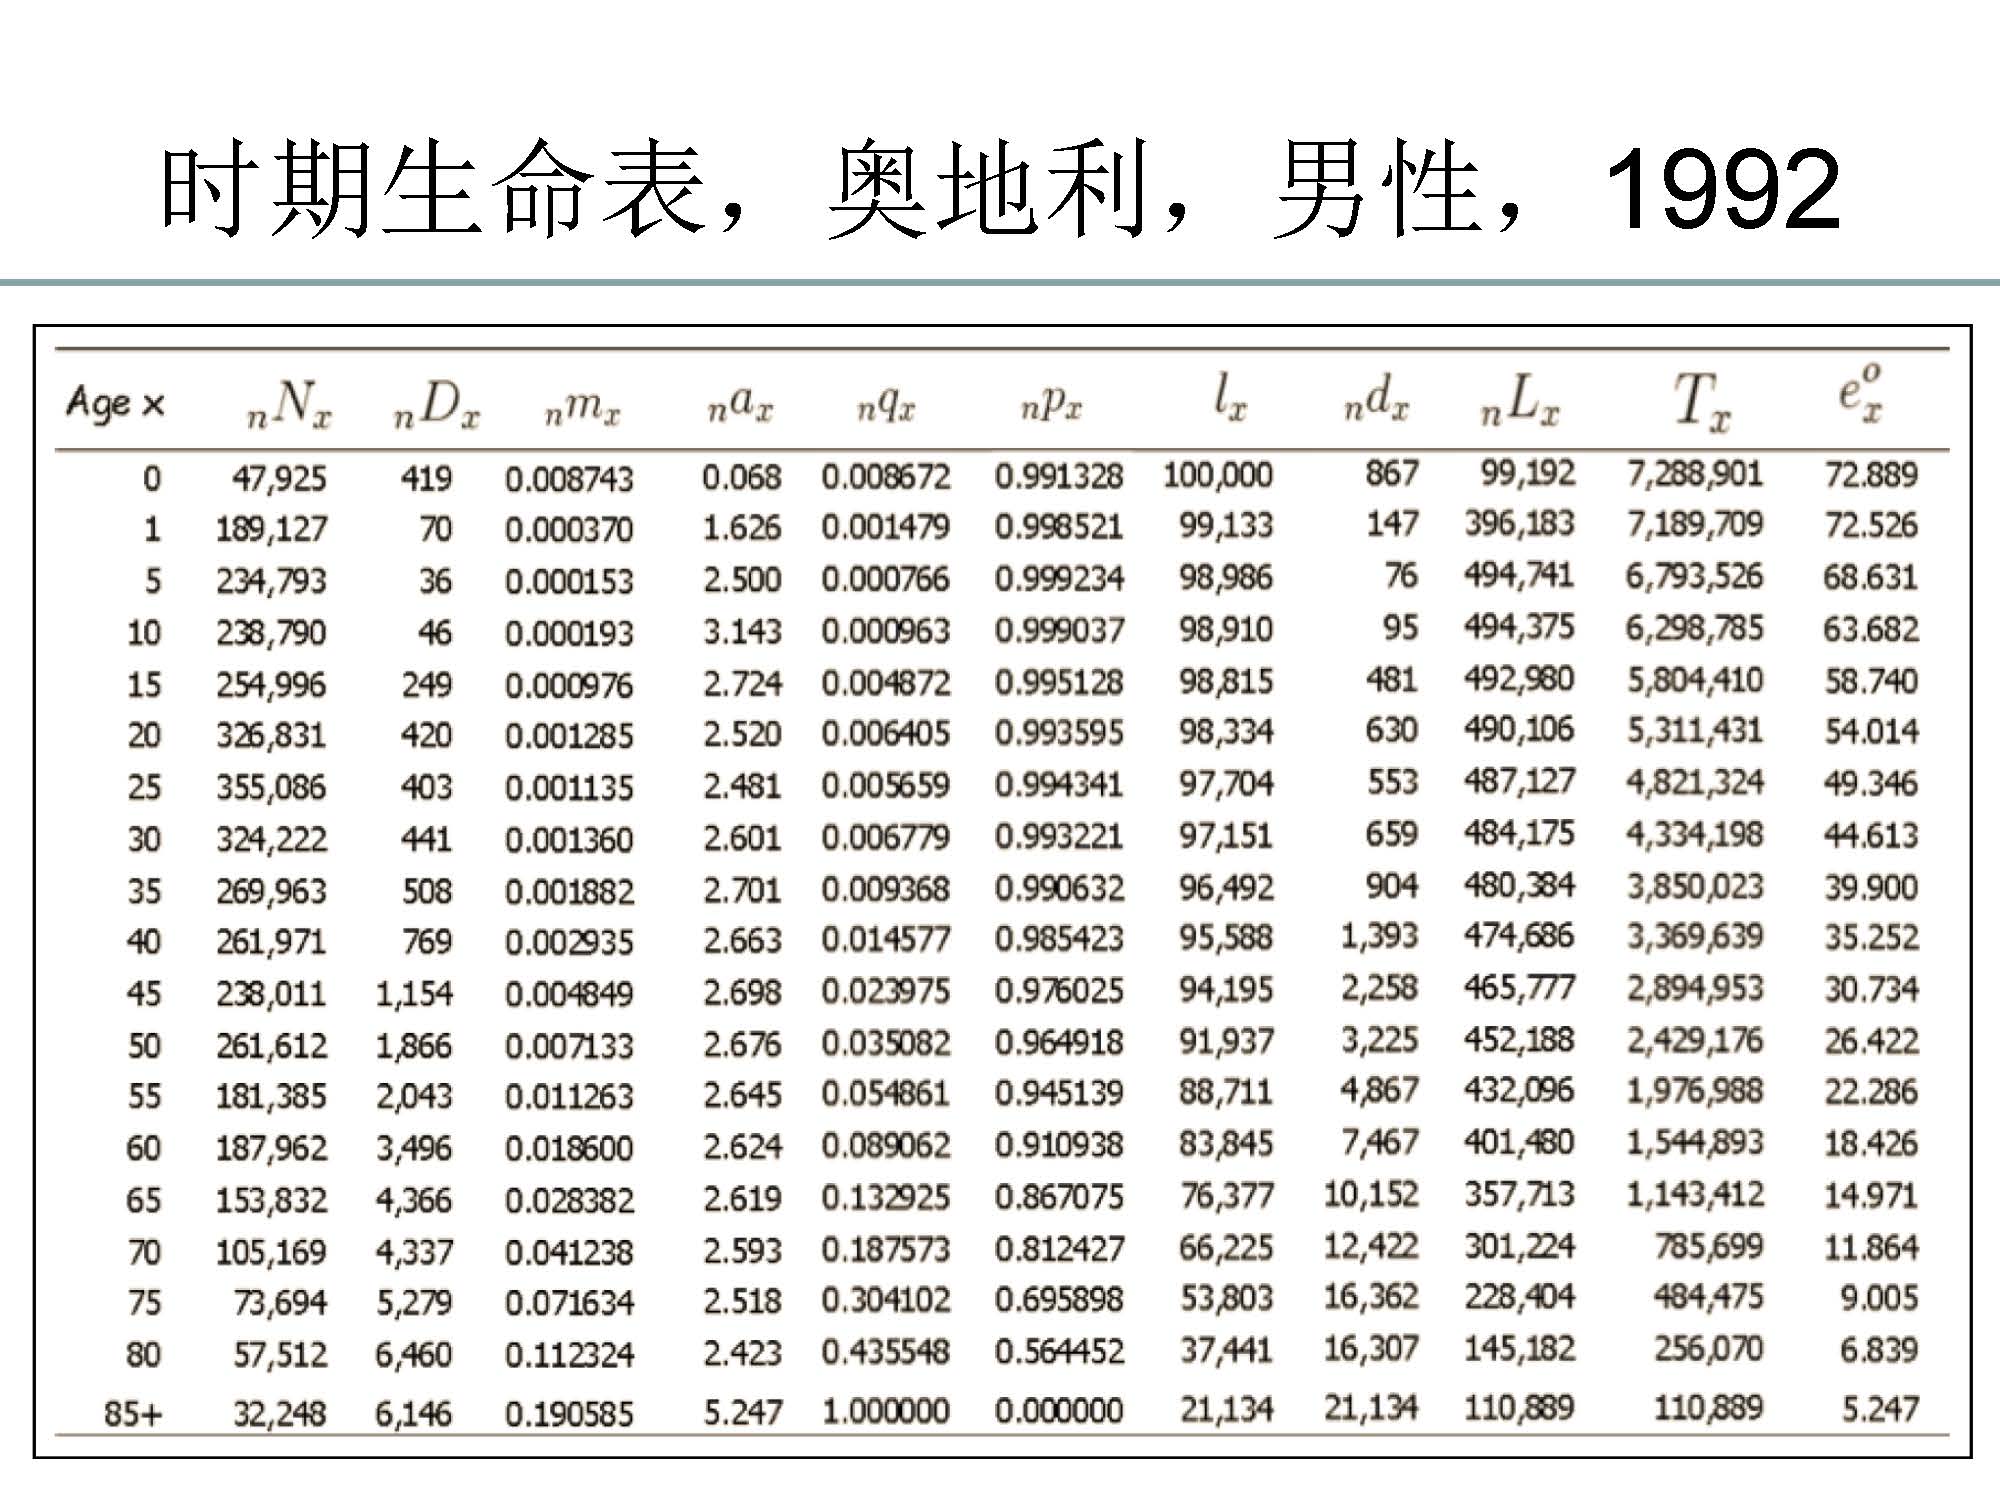 时期生命表，奥地利，男性，1992
Age x nNx nDx nmx nax nqx npx lx ndx nLx Tx eox
0 47,925 419 0.008743 0.068 0.008672 0.991328 100,000 867 99,192 7,288,901 72.889
1 189,127 70 0.000370 1.626 0.001479 0.998521 99,133 147 396,183 7,189,709 72.526
5 234,793 36 0.000153 2.500 0.000766 0.999234 98,986 76 494,741 6,793,526 68.631
10 238,790 46 0.000193 3.143 0.000963 0.999037 98,910 95 494,375 6,298,785 63.682
15 254,996 249 0.000976 2.724 0.004872 0.995128 98,815 481 492,980 5,804,410 58.740
20 326,831 420 0.001285 2.520 0.006405 0.993595 98,334 630 490,106 5,311,431 54.014
25 355,086 403 0.001135 2.481 0.005659 0.994341 97,704 553 487,127 4,821,324 49.346
30 324,222 441 0.001360 2.601 0.006779 0.993221 97,151 659 484,175 4,334,198 44.613
35 269,963 508 0.001882 2.701 0.009368 0.990632 96,492 904 480,384 3,850,023 39.900
40 261,971 769 0.002935 2.663 0.014577 0.985423 95,588 1,393 474,686 3,369,639 35.252
45 238,011 1,154 0.004849 2.698 0.023975 0.976025 94,195 2,258 465,777 2,894,953 30.734
50 261,612 1,866 0.007133 2.676 0.035082 0.964918 91,937 3,225 452,188 2,429,176 26.422
55 181,385 2,043 0.011263 2.645 0.054861 0.945139 88,711 4,867 432,096 1,976,988 22.286
60 187,962 3,496 0.018600 2.624 0.089062 0.910938 83,845 7,467 401,480 1,544,893 18.426
65 153,832 4,366 0.028382 2.619 0.132925 0.867075 76,377 10,152 357,713 1,143,412 14.971
70 105,169 4,337 0.041238 2.593 0.187573 0.812427 66,225 12,422 301,224 785,699 11.864
75 73,694 5,279 0.071634 2.518 0.304102 0.695898 53,803 16,362 228,404 484,475 9.005
80 57,512 6,460 0.112324 2.423 0.435548 0.564452 37,441 16,307 145,182 256,070 6.839
85+ 32,248 6,146 0.190585 5.247 1.000000 0.000000 21,134 21,134 110,889 110,889 5.247